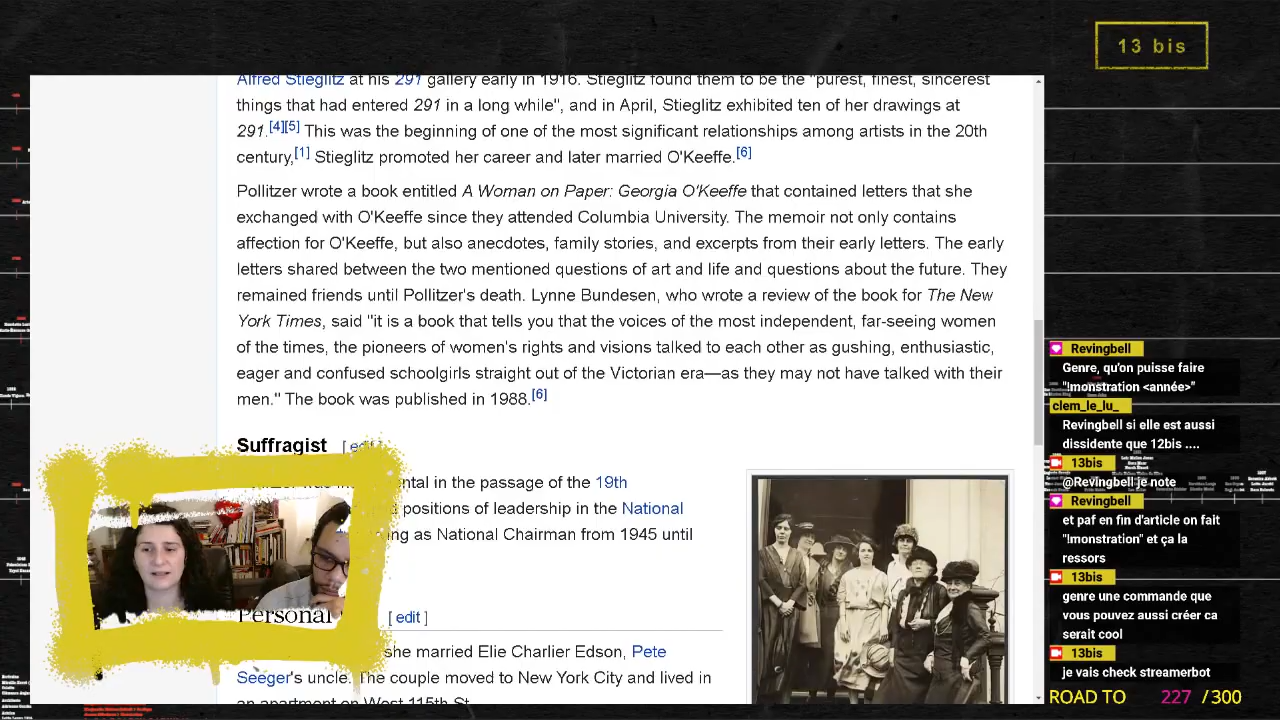 13 bis
Alfred Stieglitz at his 291 gallery early in 1916. Stieglitz found them to be the "purest, finest, sincerest
things that had entered 291 in a long while", and in April, Stieglitz exhibited ten of her drawings at
291.[4][5] This was the beginning of one of the most significant relationships among artists in the 20th
century,[1] Stieglitz promoted her career and later married O'Keeffe.[6]
Pollitzer wrote a book entitled A Woman on Paper: Georgia O'Keeffe that contained letters that she
exchanged with O'Keeffe since they attended Columbia University. The memoir not only contains
affection for O'Keeffe, but also anecdotes, family stories, and excerpts from their early letters. The early
letters shared between the two mentioned questions of art and life and questions about the future. They
remained friends until Pollitzer's death. Lynne Bundesen, who wrote a review of the book for The New
York Times, said "it is a book that tells you that the voices of the most independent, far-seeing women
of the times, the pioneers of women's rights and visions talked to each other as gushing, enthusiastic,
eager and confused schoolgirls straight out of the Victorian era—as they may not have talked with their
men." The book was published in 1988.[6]
Suffragist [ edit ]
in the passage of the 19th
positions of leadership in the National
as National Chairman from 1945 until
Personal [ edit ]
she married Elie Charlier Edson, Pete
Seeger's uncle. The couple moved to New York City and lived in
an apartment on West 115th St
Revingbell
Genre, qu'on puisse faire
"!monstration <année>"
clem_le_lu_
Revingbell si elle est aussi
dissidente que 12bis ....
13bis
@Revingbell je note
Revingbell
et paf en fin d'article on fait
"!monstration" et ça la
ressors
13bis
genre une commande que
vous pouvez aussi créer ca
serait cool
13bis
je vais check streamerbot
ROAD TO 227 /300